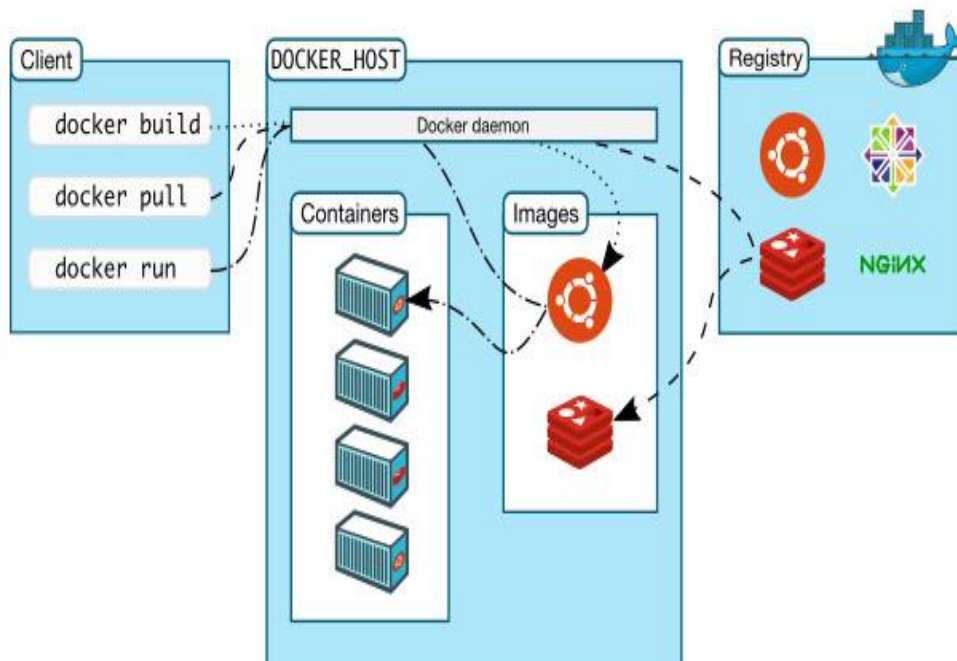 Client
docker build
docker pull
docker run
DOCKER_HOST
Docker daemon
Containers
Images
Registry
NGiNX